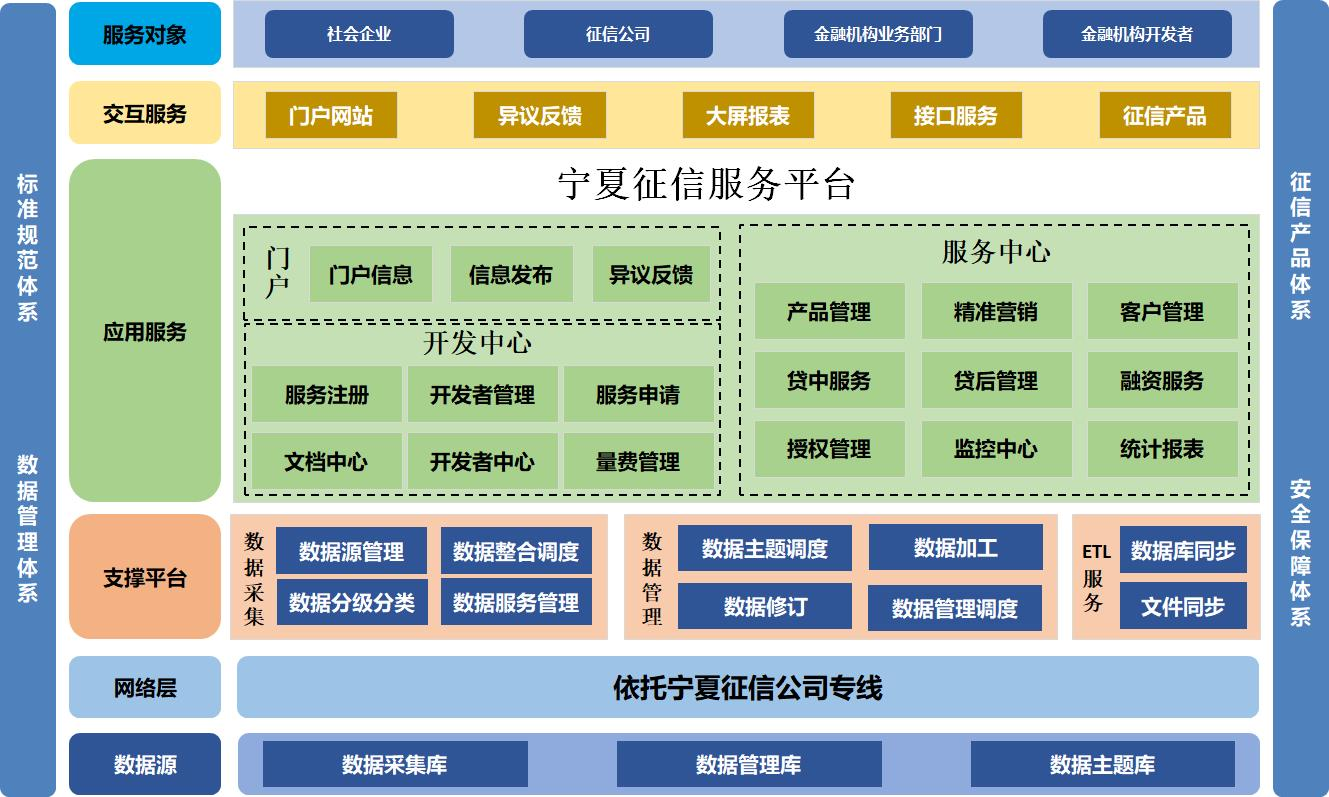 标准规范体系
数据管理体系
服务对象
社会企业
征信公司
金融机构业务部门
金融机构开发者
交互服务
门户网站
异议反馈
大屏报表
接口服务
征信产品
应用服务
宁夏征信服务平台
门户
门户信息
信息发布
异议反馈
开发中心
服务注册
开发者管理
服务申请
文档中心
开发者中心
量费管理
服务中心
产品管理
精准营销
客户管理
贷中服务
贷后管理
融资服务
授权管理
监控中心
统计报表
支撑平台
数据采集
数据源管理
数据整合调度
数据分级分类
数据服务管理
数据管理
数据主题调度
数据加工
数据修订
数据管理调度
ETL服务
数据库同步
文件同步
网络层
依托宁夏征信公司专线
数据源
数据采集库
数据管理库
数据主题库
征信产品体系
安全保障体系